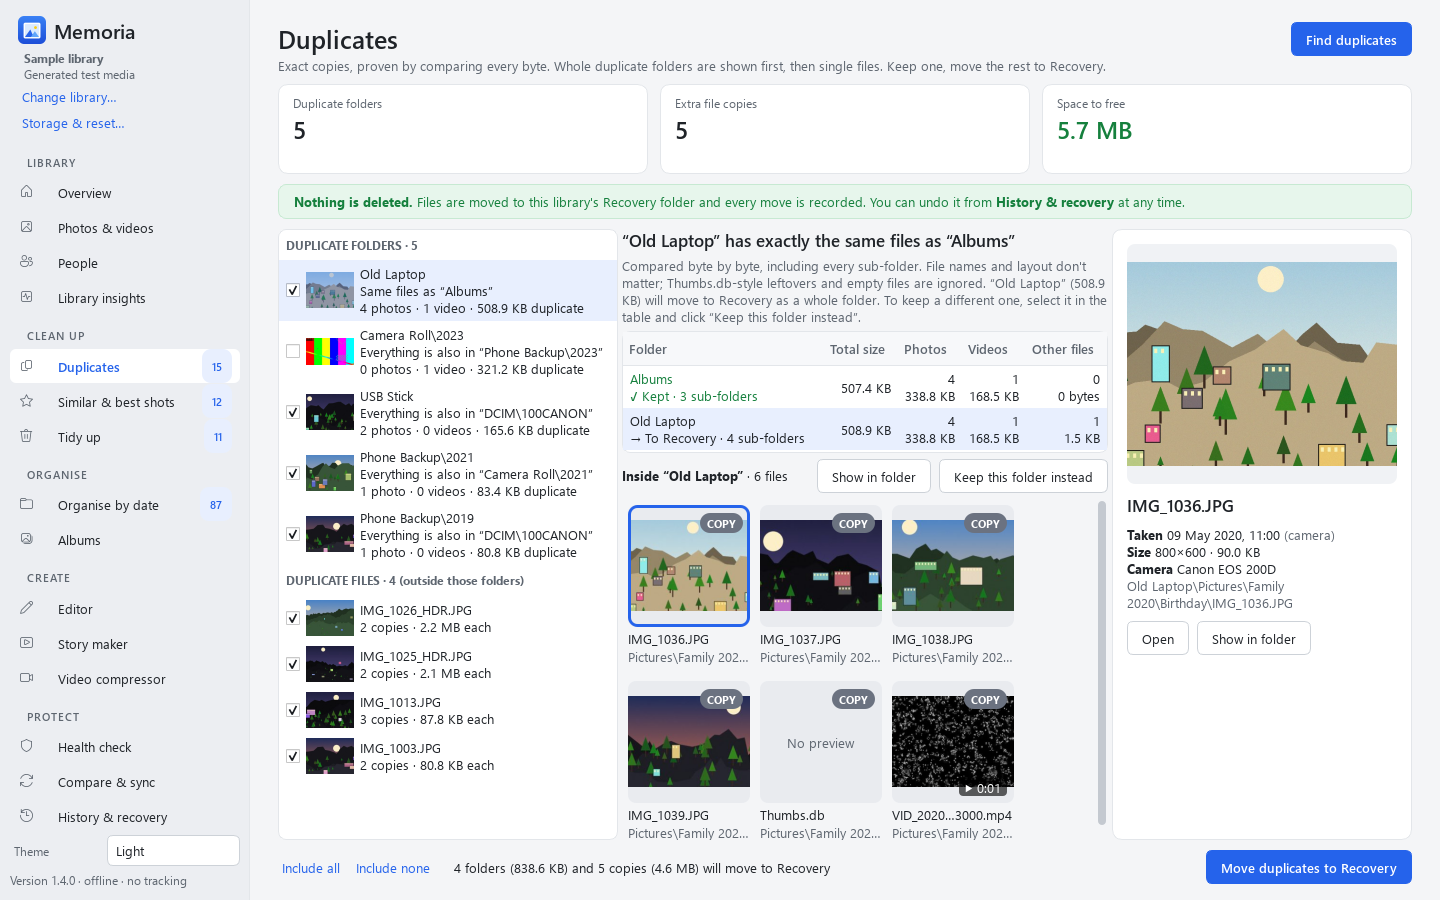 Memoria
Sample library
Generated test media
Change library...
Storage & reset...
LIBRARY
Overview
Photos & videos
People
Library insights
CLEAN UP
Duplicates 15
Similar & best shots 12
Tidy up 11
ORGANISE
Organise by date 87
Albums
CREATE
Editor
Story maker
Video compressor
PROTECT
Health check
Compare & sync
History & recovery
Theme Light
Version 1.4.0 · offline · no tracking
Duplicates
Find duplicates
Exact copies, proven by comparing every byte. Whole duplicate folders are shown first, then single files. Keep one, move the rest to Recovery.
Duplicate folders
5
Extra file copies
5
Space to free
5.7 MB
Nothing is deleted. Files are moved to this library's Recovery folder and every move is recorded. You can undo it from History & recovery at any time.
DUPLICATE FOLDERS · 5
Old Laptop
Same files as “Albums”
4 photos · 1 video · 508.9 KB duplicate
Camera Roll\2023
Everything is also in “Phone Backup\2023”
0 photos · 1 video · 321.2 KB duplicate
USB Stick
Everything is also in “DCIM\100CANON”
2 photos · 0 videos · 165.6 KB duplicate
Phone Backup\2021
Everything is also in “Camera Roll\2021”
1 photo · 0 videos · 83.4 KB duplicate
Phone Backup\2019
Everything is also in “DCIM\100CANON”
1 photo · 0 videos · 80.8 KB duplicate
DUPLICATE FILES · 4 (outside those folders)
IMG_1026_HDR.JPG
2 copies · 2.2 MB each
IMG_1025_HDR.JPG
2 copies · 2.1 MB each
IMG_1013.JPG
3 copies · 87.8 KB each
IMG_1003.JPG
2 copies · 80.8 KB each
“Old Laptop” has exactly the same files as “Albums”
Compared byte by byte, including every sub-folder. File names and layout don't
matter; Thumbs.db-style leftovers and empty files are ignored. “Old Laptop” (508.9
KB) will move to Recovery as a whole folder. To keep a different one, select it in the
table and click “Keep this folder instead”.
Folder Total size Photos Videos Other files
Albums 507.4 KB 4 1 0
✓ Kept · 3 sub-folders 338.8 KB 168.5 KB 0 bytes
Old Laptop 508.9 KB 4 1 1
→ To Recovery · 4 sub-folders 338.8 KB 168.5 KB 1.5 KB
Inside “Old Laptop” · 6 files
Show in folder
Keep this folder instead
COPY COPY COPY
IMG_1036.JPG IMG_1037.JPG IMG_1038.JPG
Pictures\Family 202... Pictures\Family 202... Pictures\Family 202...
COPY COPY COPY
No preview
0:01
IMG_1039.JPG Thumbs.db VID_2020...3000.mp4
Pictures\Family 202... Pictures\Family 202... Pictures\Family 202...
IMG_1036.JPG
Taken 09 May 2020, 11:00 (camera)
Size 800×600 · 90.0 KB
Camera Canon EOS 200D
Old Laptop\Pictures\Family
2020\Birthday\IMG_1036.JPG
Open
Show in folder
Include all
Include none
4 folders (838.6 KB) and 5 copies (4.6 MB) will move to Recovery
Move duplicates to Recovery